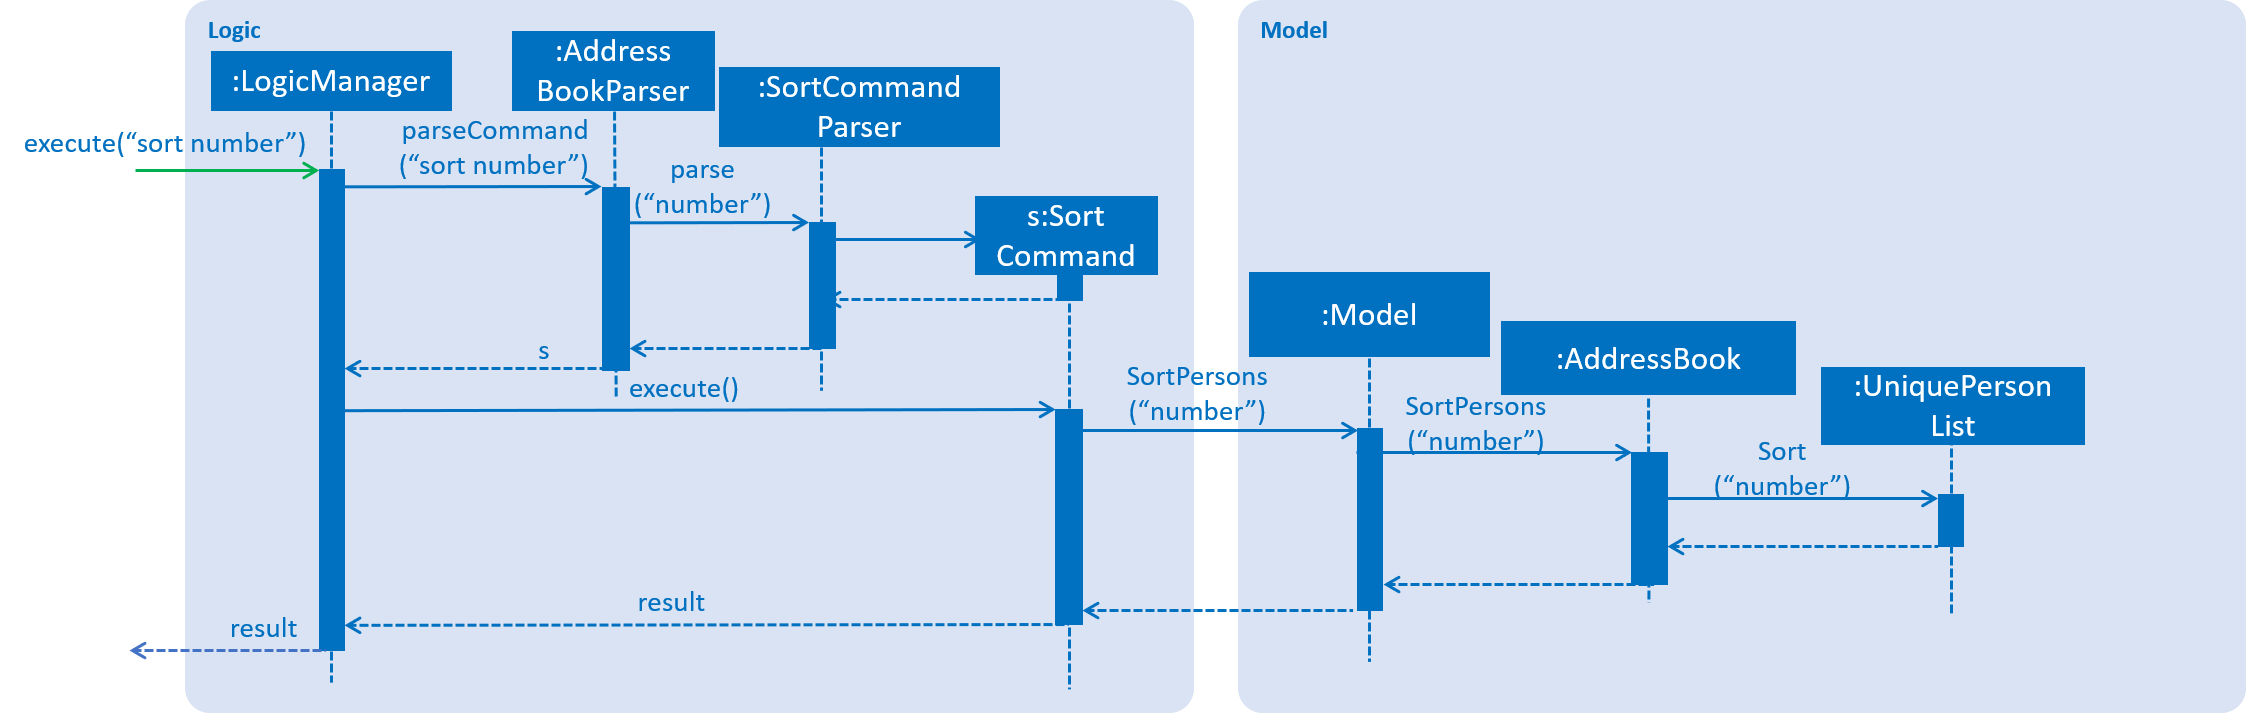 Logic
Model
:LogicManager
:Address
BookParser
:SortCommand
Parser
execute(“sort number”)
parseCommand
(“sort number”)
parse
(“number”)
s:Sort
Command
:Model
:AddressBook
:UniquePerson
List
s
execute()
SortPersons
(“number”)
SortPersons
(“number”)
Sort
(“number”)
result
result